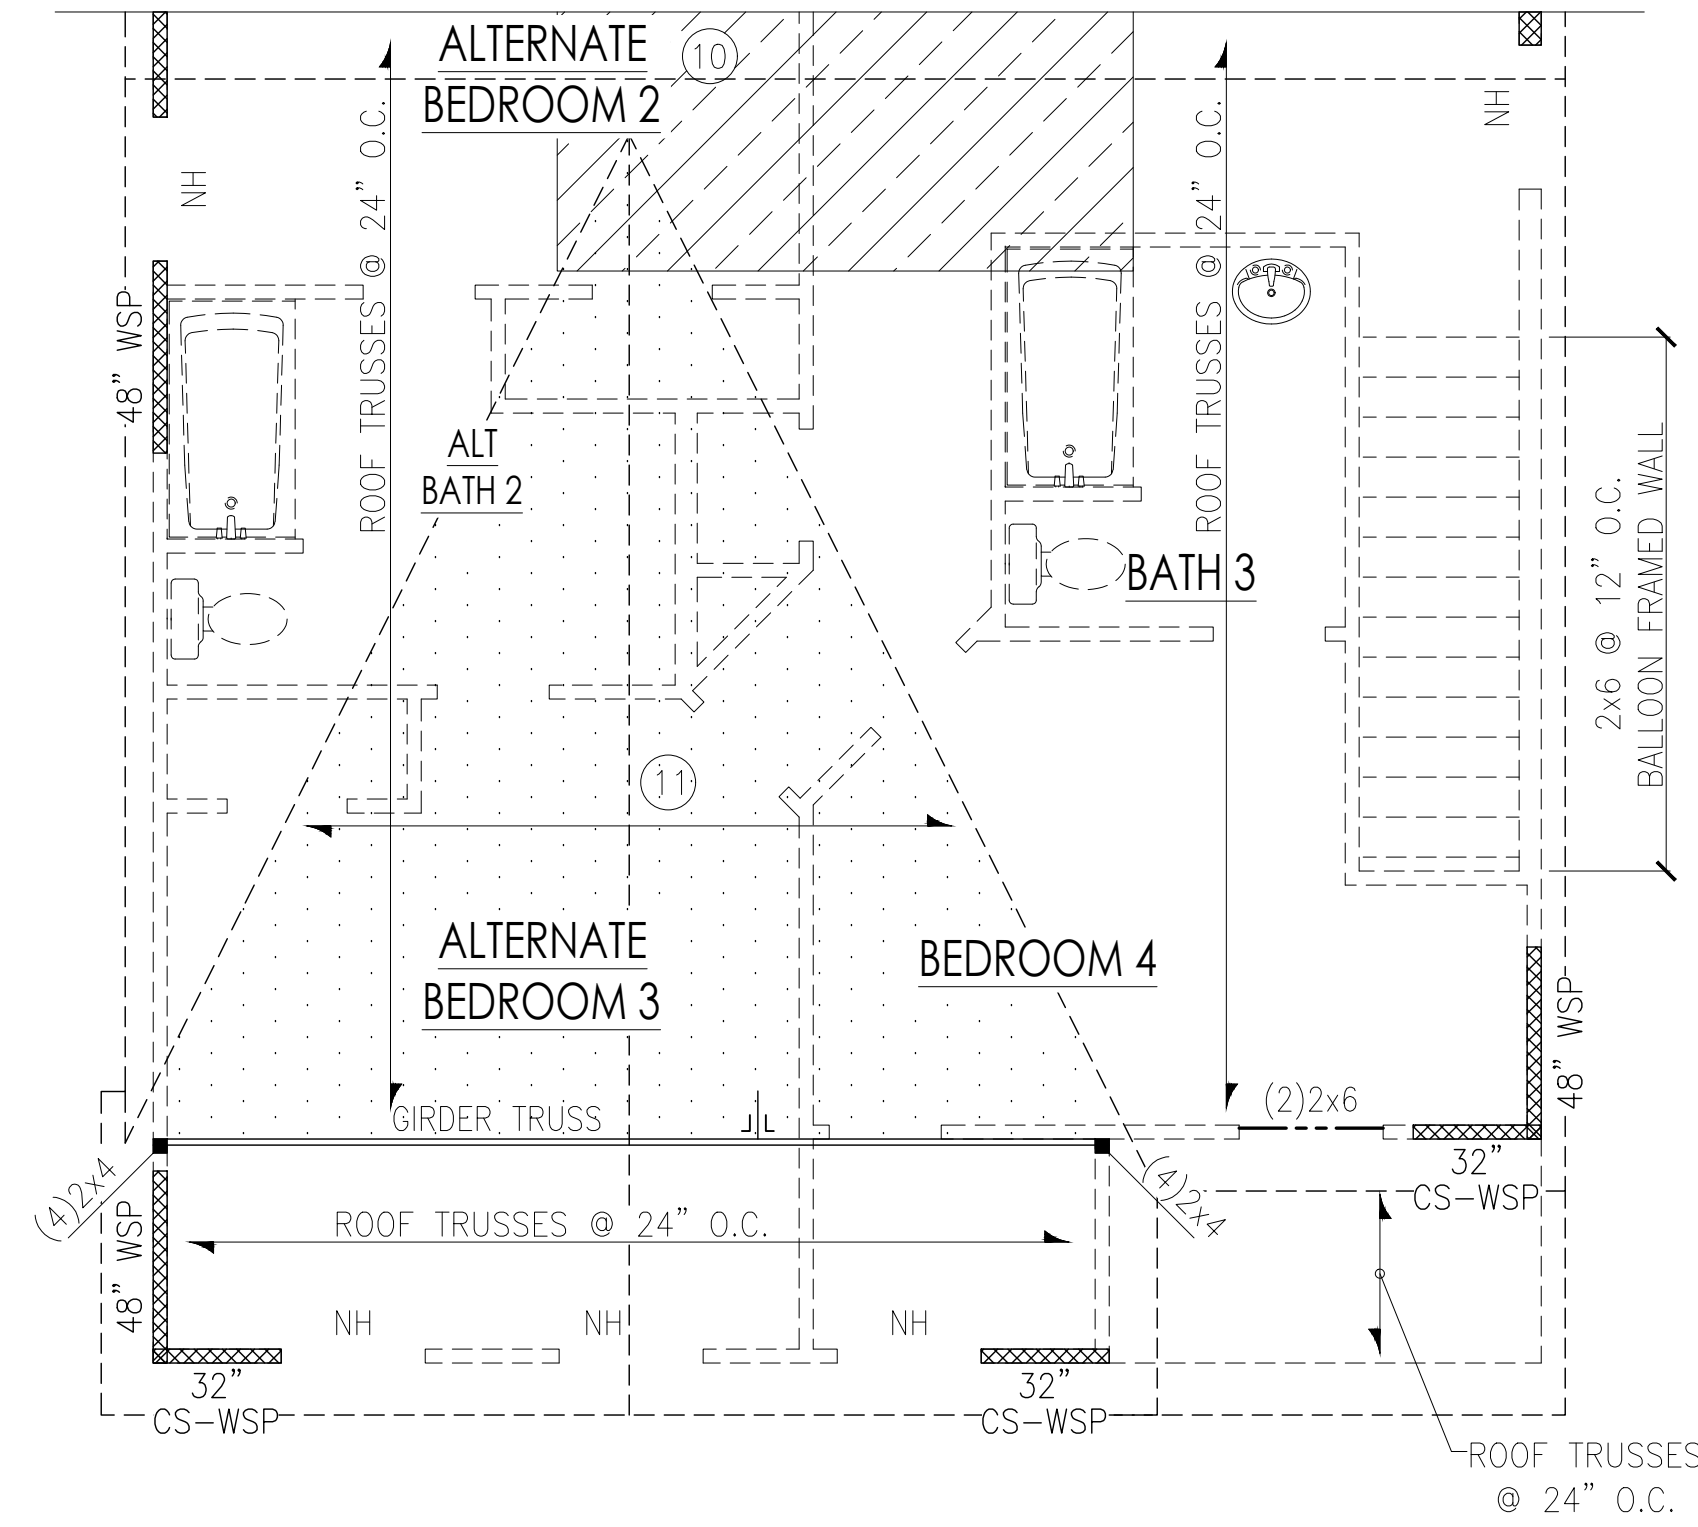 ALTERNATE
BEDROOM 2
10
NH
NH
ROOF TRUSSES @ 24” O.C.
ROOF TRUSSES @ 24” O.C.
48” WSP
ALT
BATH 2
BATH 3
2x6 @ 12” O.C.
BALLOON FRAMED WALL
11
ALTERNATE
BEDROOM 3
BEDROOM 4
48” WSP
GIRDER TRUSS
(2)2x6
32”
CS-WSP
(4)2x4
(4)2x4
48” WSP
ROOF TRUSSES @ 24” O.C.
NH
NH
NH
32”
CS-WSP
32”
CS-WSP
ROOF TRUSSES
@ 24” O.C.